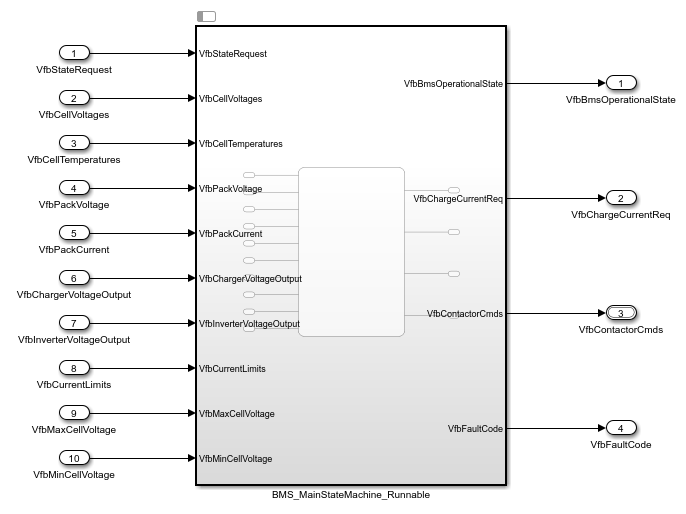 1
VfbStateRequest
2
VfbCellVoltages
3
VfbCellTemperatures
4
VfbPackVoltage
5
VfbPackCurrent
6
VfbChargerVoltageOutput
7
VfbInverterVoltageOutput
8
VfbCurrentLimits
9
VfbMaxCellVoltage
10
VfbMinCellVoltage
VfbStateRequest
VfbCellVoltages
VfbCellTemperatures
VfbPackVoltage
VfbPackCurrent
VfbChargerVoltageOutput
VfbInverterVoltageOutput
VfbCurrentLimits
VfbMaxCellVoltage
VfbMinCellVoltage
VfbBmsOperationalState
VfbChargeCurrentReq
VfbContactorCmds
VfbFaultCode
BMS_MainStateMachine_Runnable
1
VfbBmsOperationalState
2
VfbChargeCurrentReq
3
VfbContactorCmds
4
VfbFaultCode